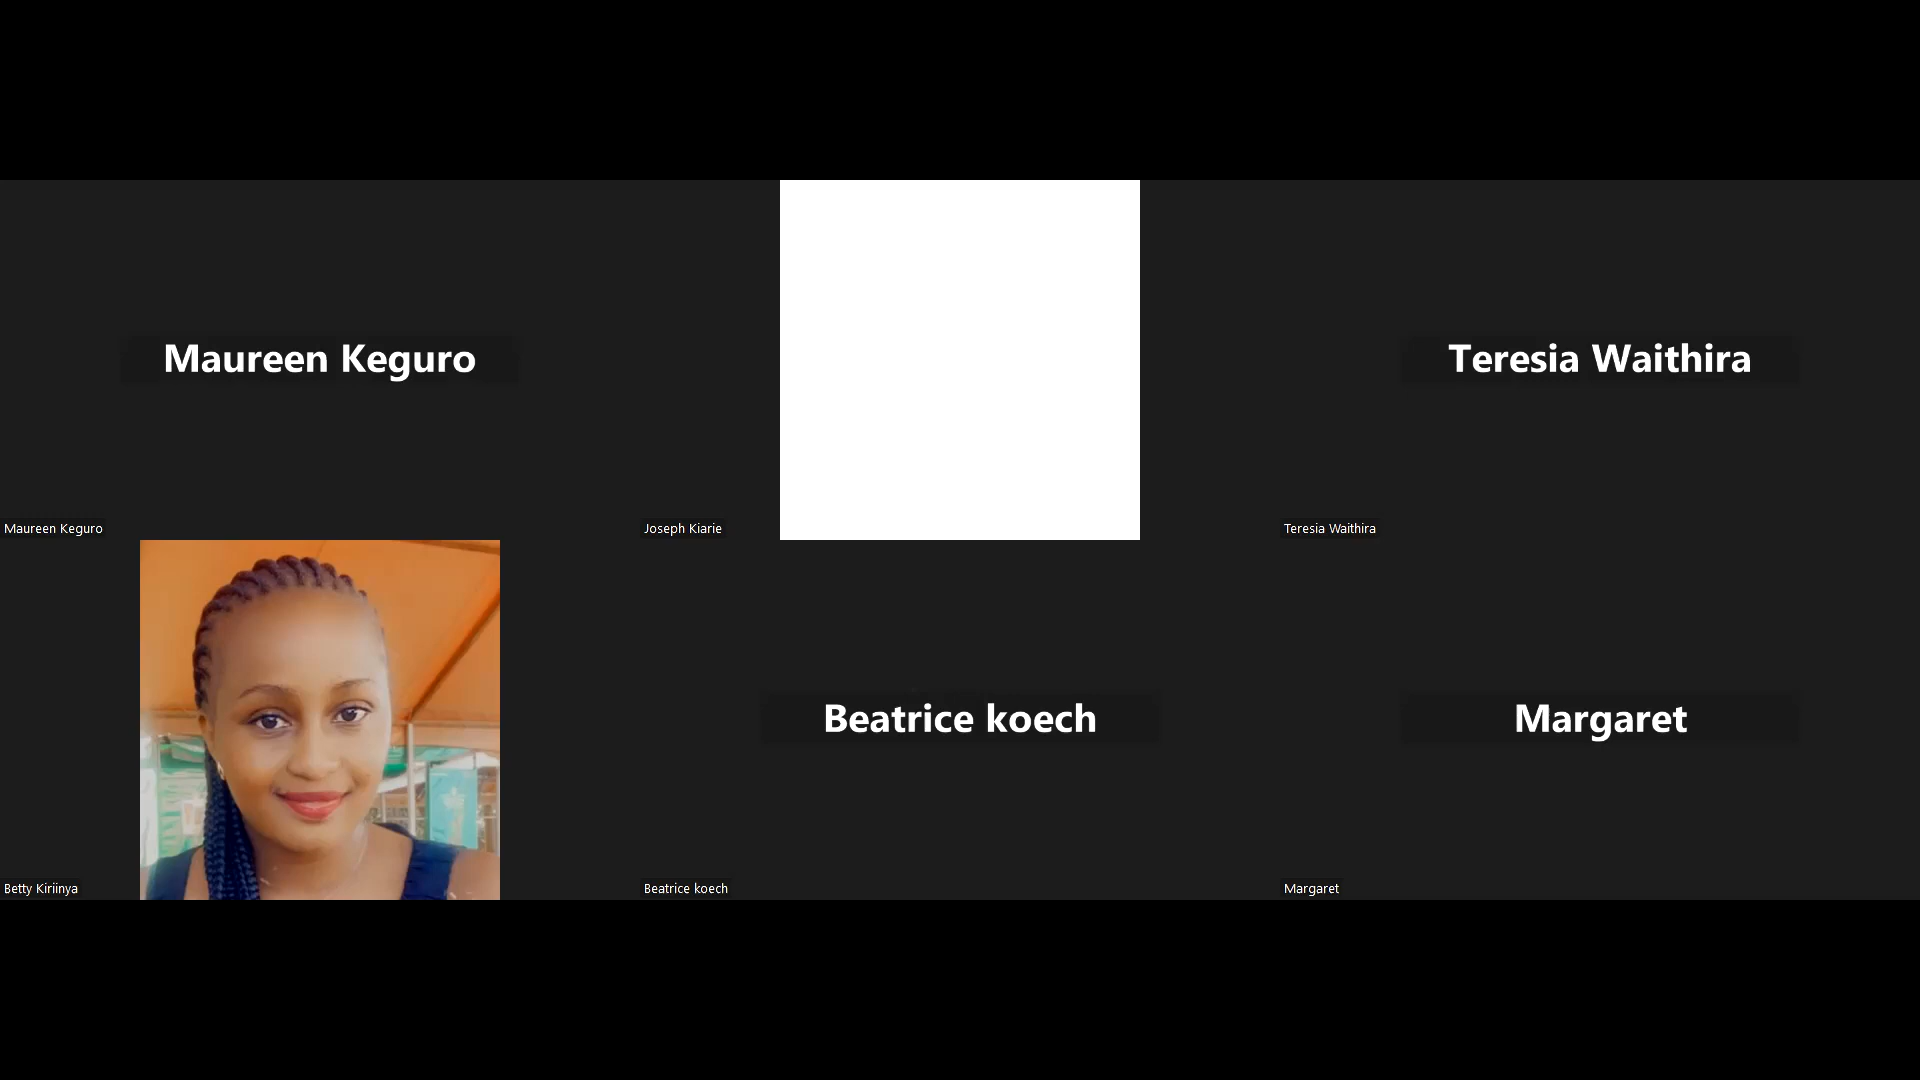 Maureen Keguro
Teresia Waithira
Maureen Keguro
Joseph Kiarie
Teresia Waithira
Beatrice koech
Margaret
Betty Kiriinya
Beatrice koech
Margaret